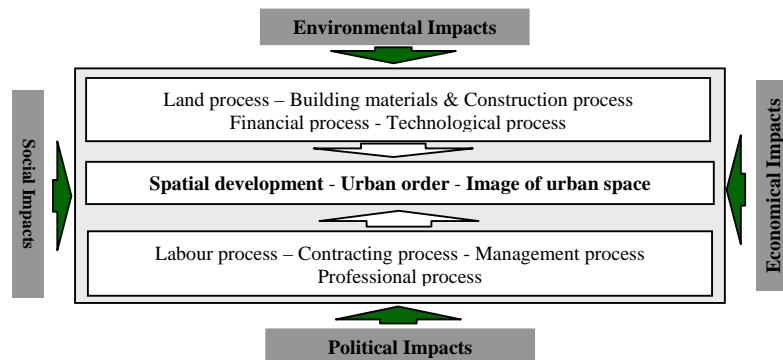 Environmental Impacts
Land process – Building materials & Construction process
Financial process - Technological process
Social Impacts
Spatial development - Urban order - Image of urban space
Economical Impacts
Labour process – Contracting process - Management process
Professional process
Political Impacts